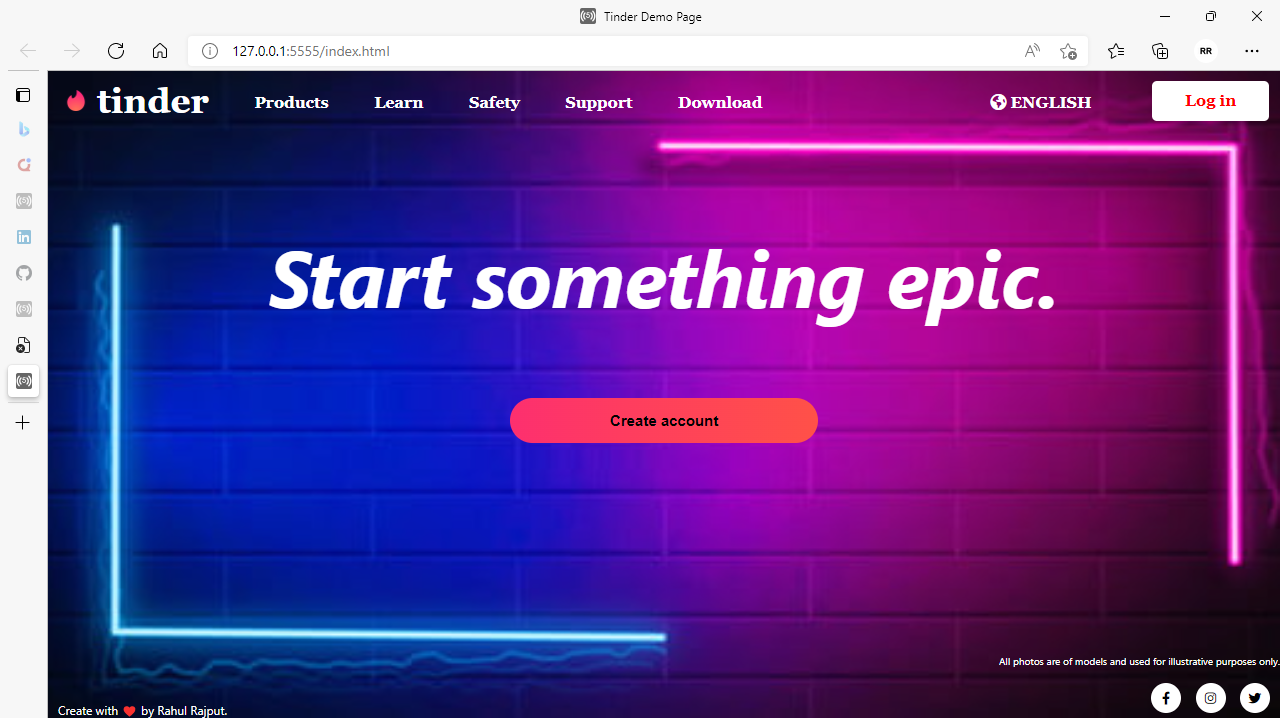 Tinder Demo Page
127.0.0.1:5555/index.html
RR
tinder Products Learn Safety Support Download ENGLISH Log in
Start something epic.
Create account
All photos are of models and used for illustrative purposes only.
Create with by Rahul Rajput.